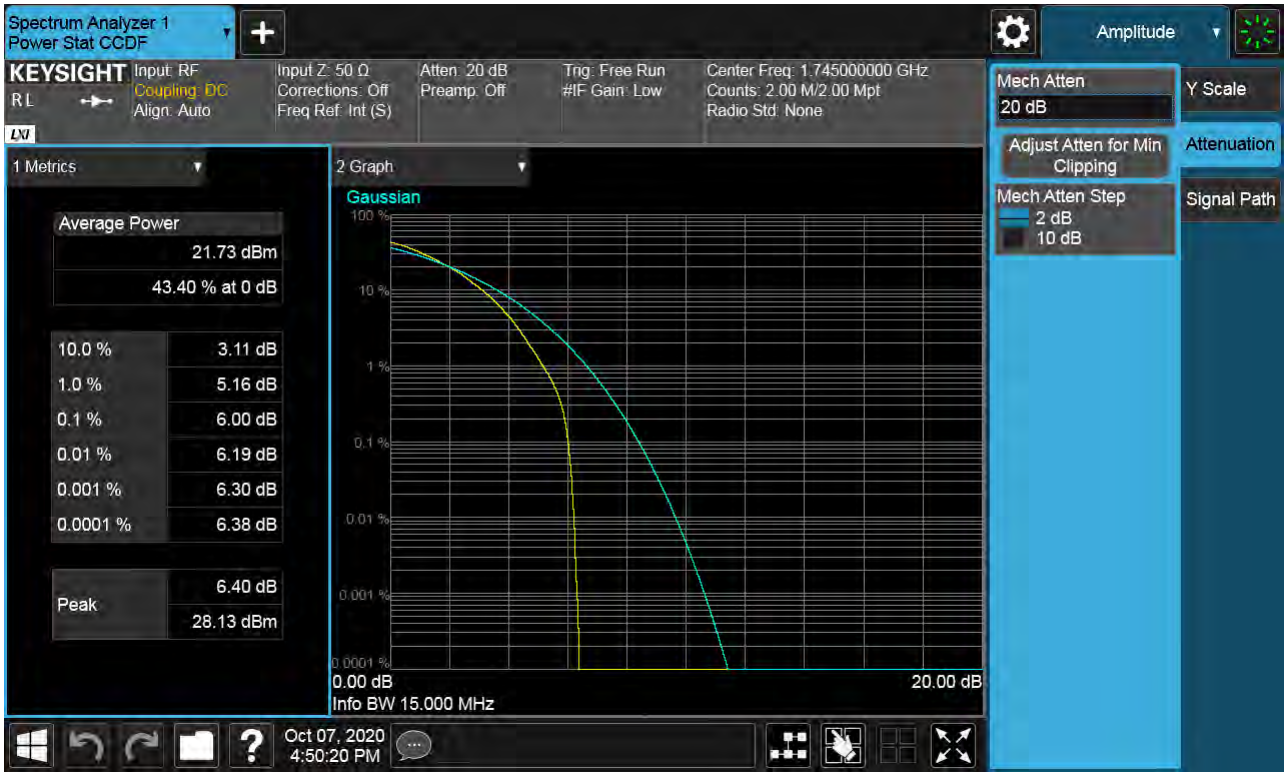 Spectrum Analyzer 1
Power Stat CCDF
Amplitude
KEYSIGHT
RL
LXI
Input: RF
Coupling: DC
Align: Auto
Input Z: 50 Ω
Corrections: Off
Freq Ref: Int (S)
Atten: 20 dB
Preamp: Off
Trig: Free Run
#IF Gain: Low
Center Freq: 1.745000000 GHz
Counts: 2.00 M/2.00 Mpt
Radio Std: None
1 Metrics
Average Power
21.73 dBm
43.40 % at 0 dB
10.0 % 3.11 dB
1.0 % 5.16 dB
0.1 % 6.00 dB
0.01 % 6.19 dB
0.001 % 6.30 dB
0.0001 % 6.38 dB
Peak
6.40 dB
28.13 dBm
2 Graph
Gaussian
100 %
10 %
1 %
0.1 %
0.01 %
0.001 %
0.0001 %
0.00 dB
20.00 dB
Info BW 15.000 MHz
Mech Atten
20 dB
Adjust Atten for Min
Clipping
Mech Atten Step
2 dB
10 dB
Y Scale
Attenuation
Signal Path
?
Oct 07, 2020
4:50:20 PM